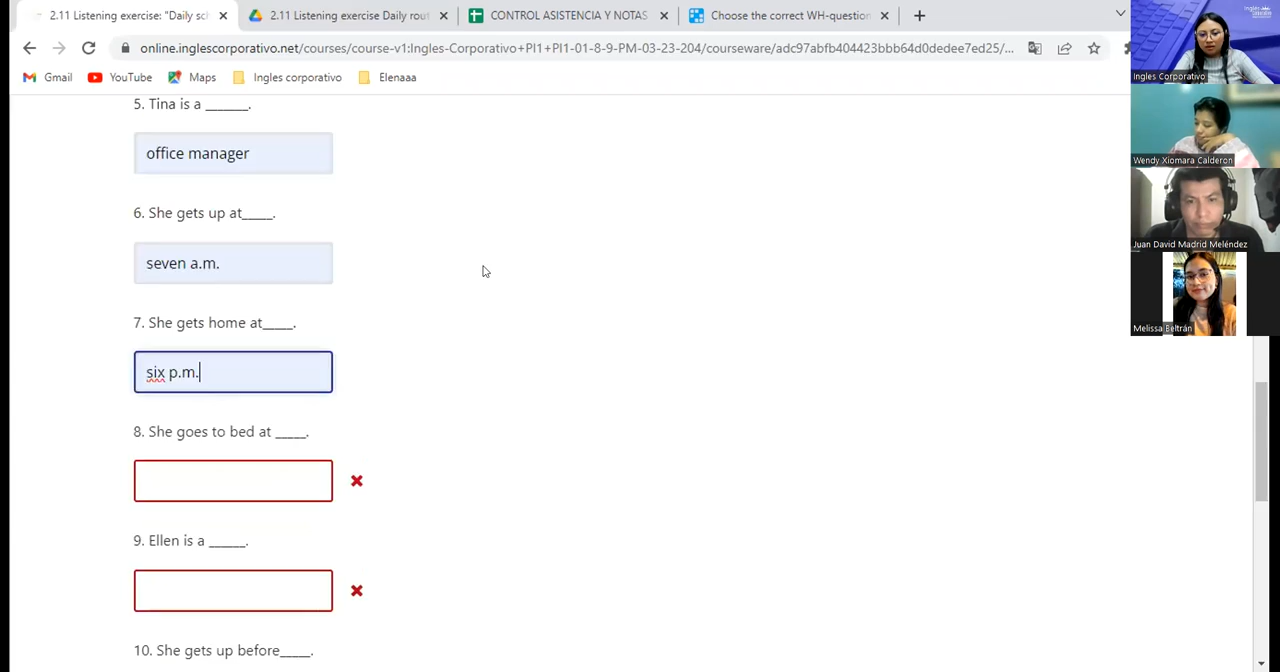 2.11 Listening exercise: "Daily sch
2.11 Listening exercise Daily rout
CONTROL ASISTENCIA Y NOTAS
Choose the correct WH-question
online.inglescorporativo.net/courses/course-v1:Ingles-Corporativo+PI1+PI1-01-8-9-PM-03-23-204/courseware/adc97abfb404423bbb64d0dedee7ed25/...
Gmail
YouTube
Maps
Ingles corporativo
Elenaaa
5. Tina is a _______.
office manager
6. She gets up at_____.
seven a.m.
7. She gets home at_____.
six p.m.
8. She goes to bed at _____.
9. Ellen is a ______.
10. She gets up before_____.
Ingles Corporativo
Wendy Xiomara Calderon
Juan David Madrid Meléndez
Melissa Beltrán